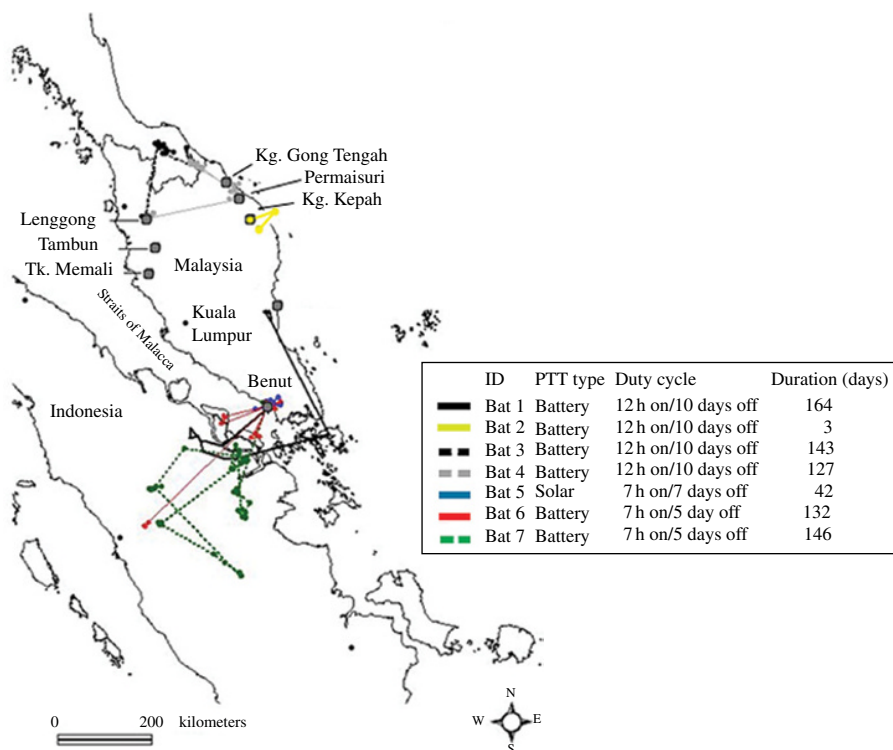 Kg. Gong Tengah
Permaisuri
Kg. Kepah
Lenggong
Tambun
Tk. Memali
Malaysia
Straits of Malacca
Kuala
Lumpur
Benut
Indonesia
ID PTT type Duty cycle Duration (days)
Bat 1 Battery 12 h on/10 days off 164
Bat 2 Battery 12 h on/10 days off 3
Bat 3 Battery 12 h on/10 days off 143
Bat 4 Battery 12 h on/10 days off 127
Bat 5 Solar 7 h on/7 days off 42
Bat 6 Battery 7 h on/5 day off 132
Bat 7 Battery 7 h on/5 days off 146
0 200 kilometers
N
W E
S